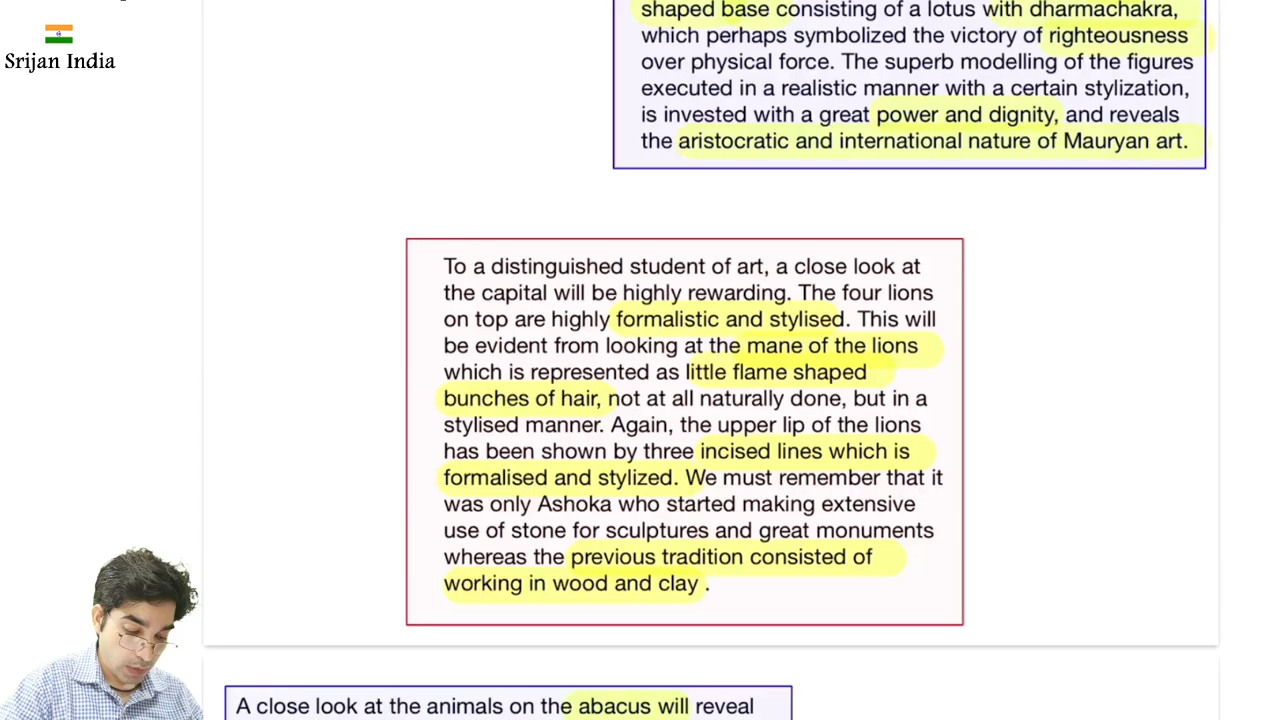 Srijan India
shaped base consisting of a lotus with dharmachakra,
which perhaps symbolized the victory of righteousness
over physical force. The superb modelling of the figures
executed in a realistic manner with a certain stylization,
is invested with a great power and dignity, and reveals
the aristocratic and international nature of Mauryan art.
To a distinguished student of art, a close look at
the capital will be highly rewarding. The four lions
on top are highly formalistic and stylised. This will
be evident from looking at the mane of the lions
which is represented as little flame shaped
bunches of hair, not at all naturally done, but in a
stylised manner. Again, the upper lip of the lions
has been shown by three incised lines which is
formalised and stylized. We must remember that it
was only Ashoka who started making extensive
use of stone for sculptures and great monuments
whereas the previous tradition consisted of
working in wood and clay .
A close look at the animals on the abacus will reveal